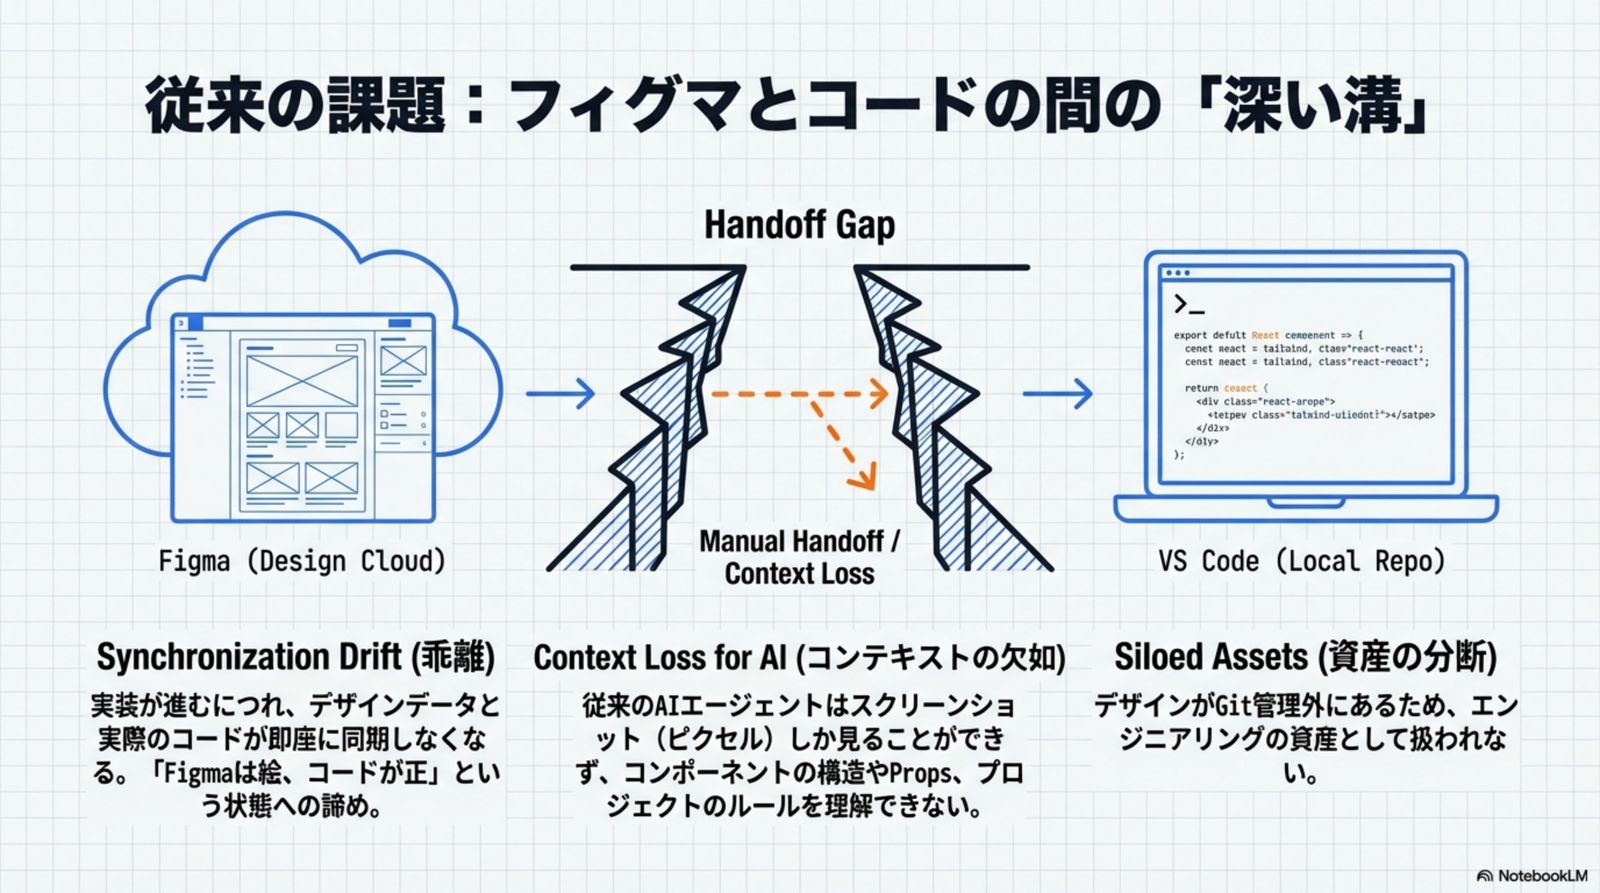 従来の課題：フィグマとコードの間の「深い溝」
Handoff Gap
>_
export defult React
return
<div class="react-arope">
);
Manual Handoff /
Context Loss
Figma (Design Cloud)
VS Code (Local Repo)
Synchronization Drift (乖離)
実装が進むにつれ、デザインデータと
実際のコードが即座に同期しなくな
る。「Figmaは絵、コードが正」とい
う状態への諦め。
Context Loss for AI (コンテキストの欠如)
従来のAIエージェントはスクリーンショ
ット（ピクセル）しか見ることができ
ず、コンポーネントの構造やProps、プロ
ジェクトのルールを理解できない。
Siloed Assets (資産の分断)
デザインがGit管理外にあるため、エン
ジニアリングの資産として扱われな
い。
NotebookLM